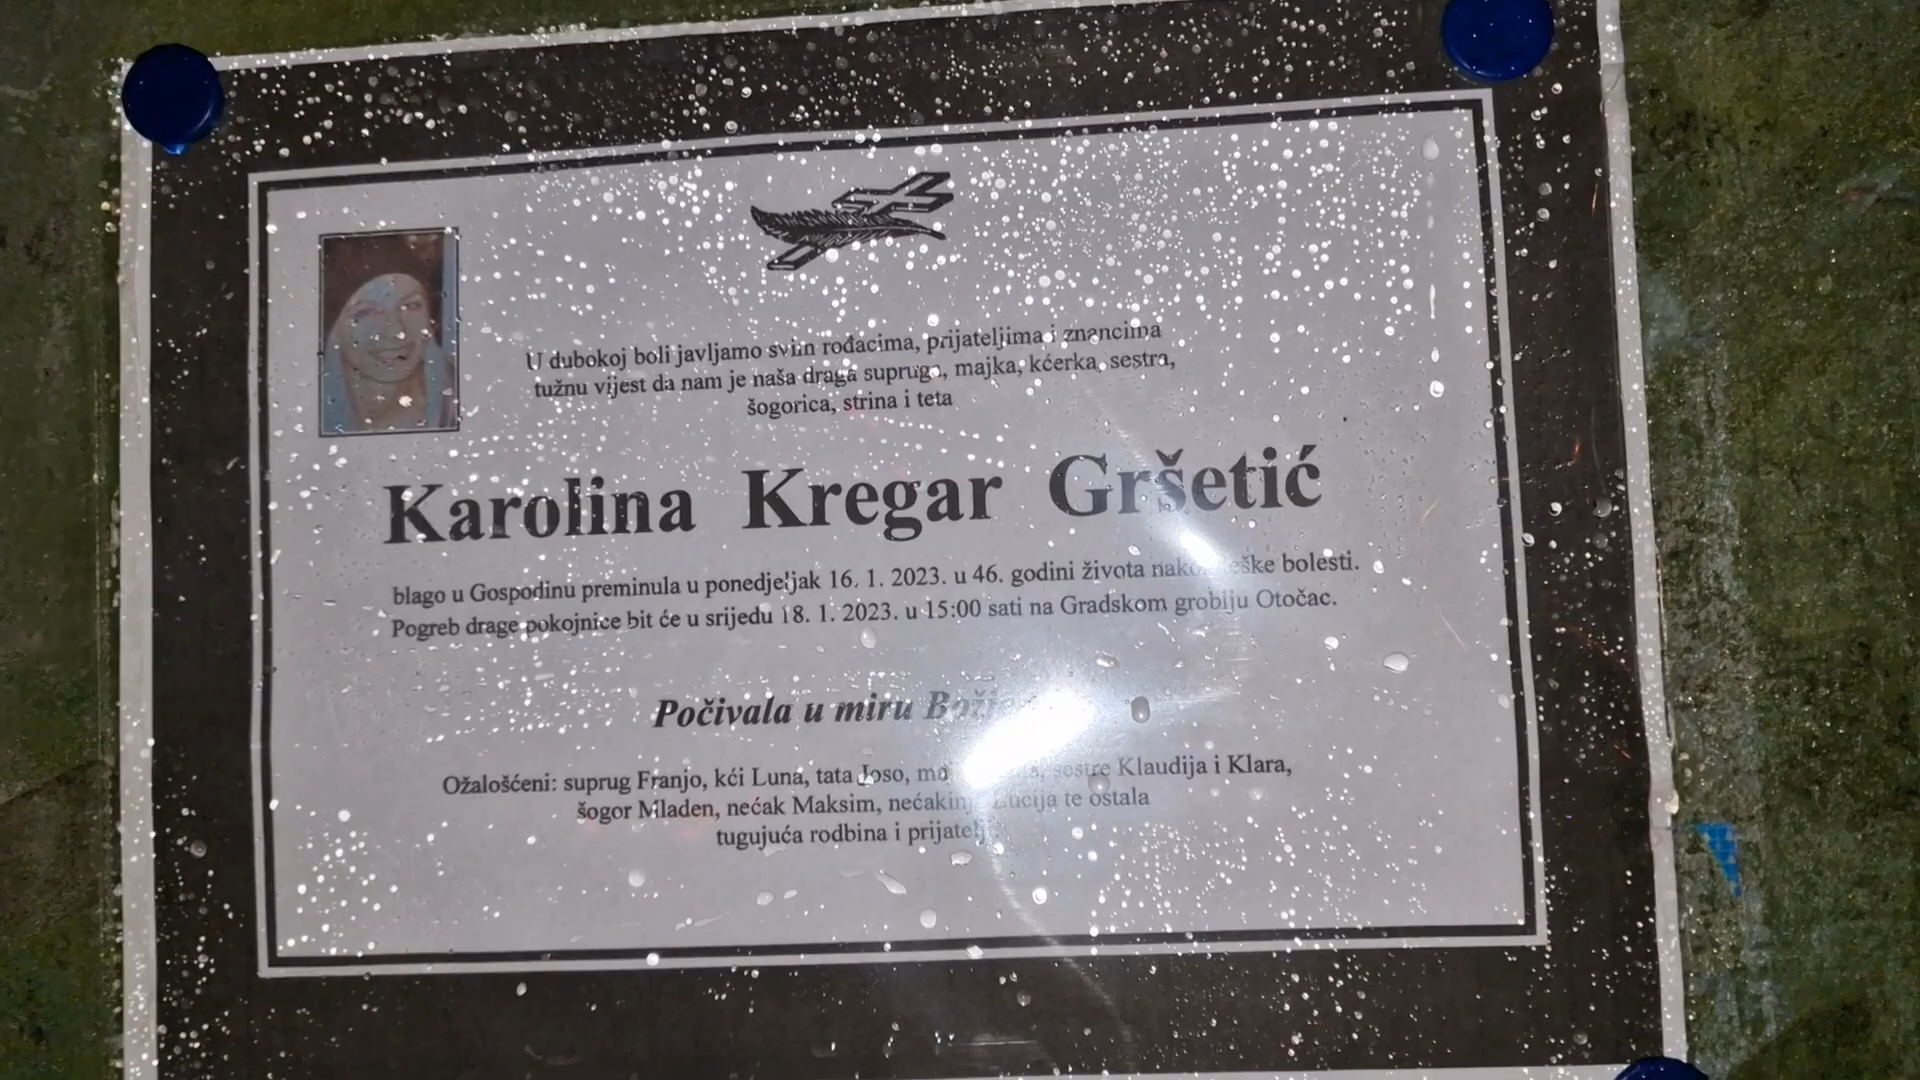 U dubokoj boli javljamo svim rođacima, prijateljima i znancima
tužnu vijest da nam je naša draga supruga, majka, kćerka, sestra,
šogorica, strina i teta
Karolina Kregar Gršetić
blago u Gospodinu preminula u ponedjeljak 16. 1. 2023. u 46. godini života bolesti.
Pogreb drage pokojnice bit će u srijedu 18. 1. 2023. u 15:00 sati na Gradskom groblju Otočac.
Počivala u miru
Ožalošćeni: suprug Franjo, kći Luna, tata Joso, sestre Klaudija i Klara,
šogor Mladen, nećak Maksim, Lucija te ostala
tugujuća rodbina i